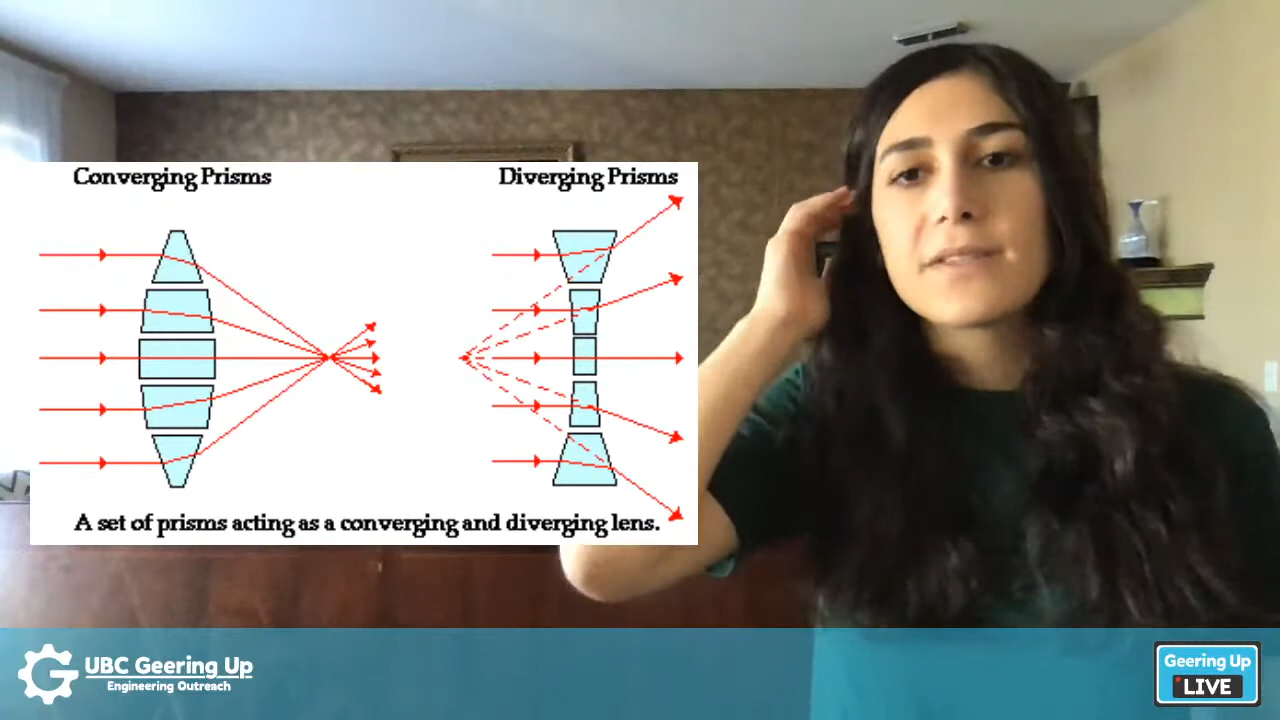 Converging Prisms
Diverging Prisms
A set of prisms acting as a converging and diverging lens.
UBC Geering Up
Engineering Outreach
Geering Up
LIVE